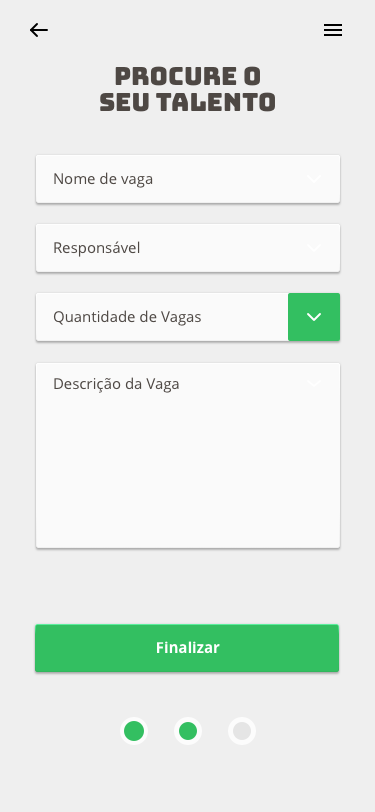 PROCURE O
SEU TALENTO
Nome de vaga
Responsável
Quantidade de Vagas
Descrição da Vaga
Finalizar